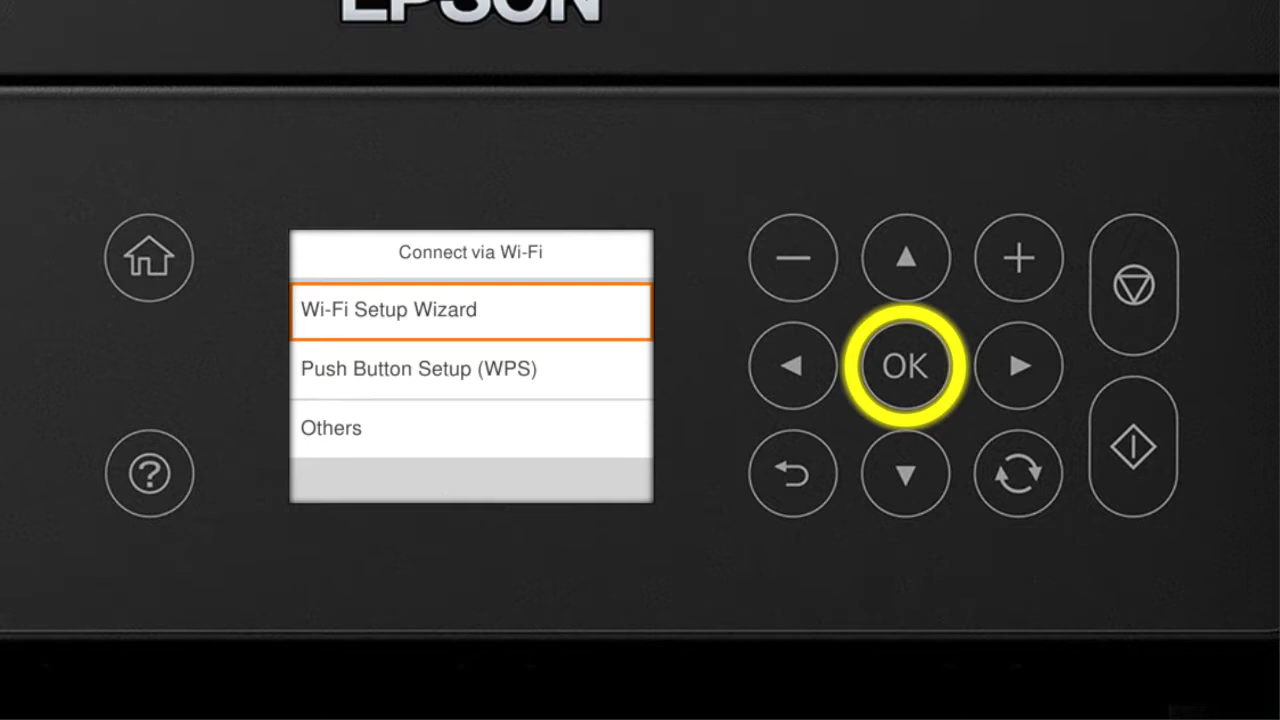 EPSON
Connect via Wi-Fi
Wi-Fi Setup Wizard
Push Button Setup (WPS)
Others
OK
?